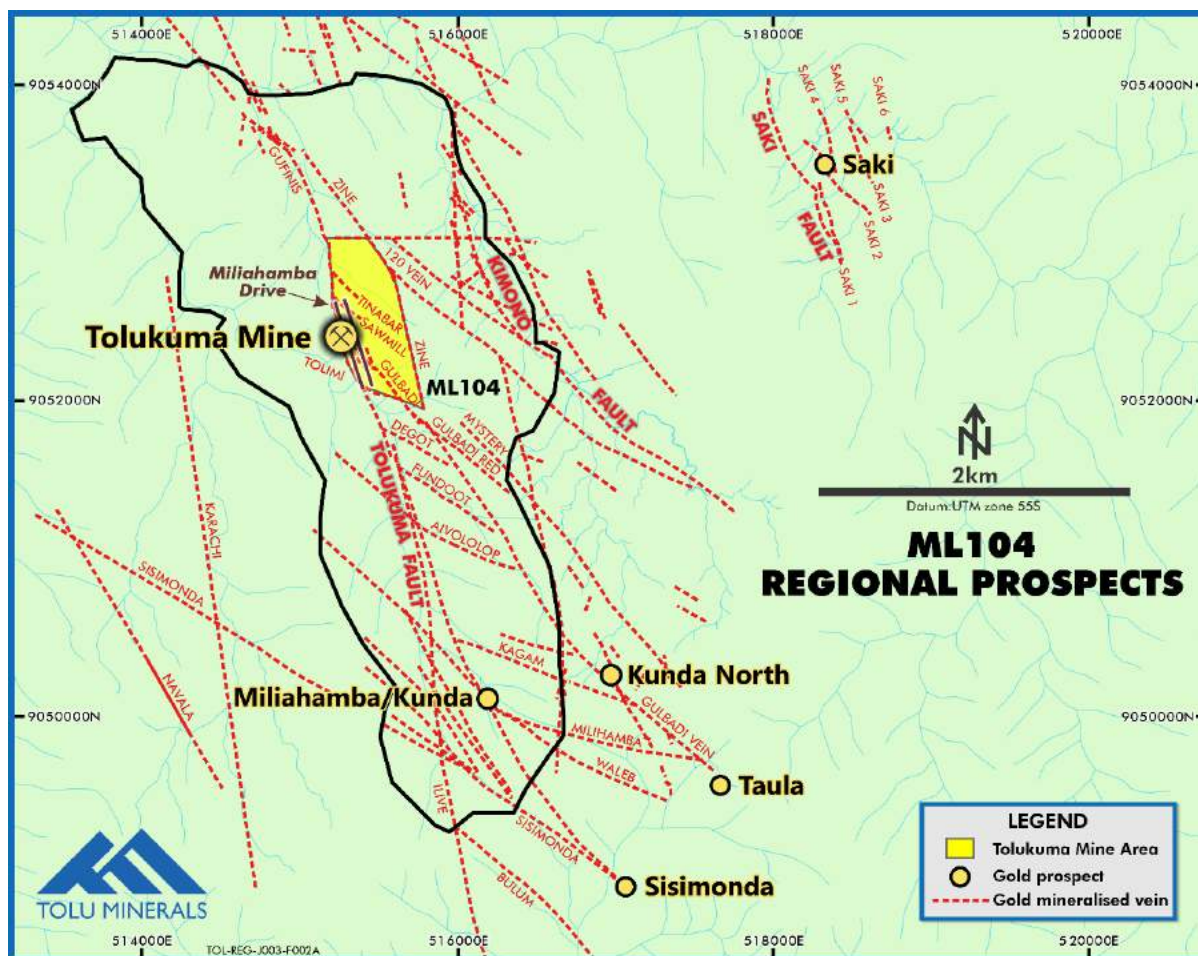 514000E
516000E
518000E
520000E
9054000N
9054000N
SAKI 4
SAKI 5
SAKI 6
SAKI
Saki
FAULT
SAKI 3
SAKI 2
SAKI 1
GUFINIS
ZINE
120 VEIN
KIMONO
FAULT
Miliahamba
Drive
TINABAR
SAWMILL
Tolukuma Mine
TOLIMI
GULBADI
ZINE
ML104
9052000N
9052000N
MYSTERY
GULBADI RED
DEGOT
FUNDOOT
AIVOLOLOP
TOLUKUMA FAULT
KARACHI
SISIMONDA
NAVALA
N
2km
Datum:UTM zone 55S
ML104
REGIONAL PROSPECTS
KAGAM
Kunda North
Miliahamba/Kunda
GULBADI VEIN
9050000N
9050000N
MILIHAMBA
WALEB
Taula
ILIVE
SISIMONDA
Sisimonda
BULUM
LEGEND
Tolukuma Mine Area
Gold prospect
Gold mineralised vein
TOLU MINERALS
TOL-REG-J003-F002A
514000E
516000E
518000E
520000E